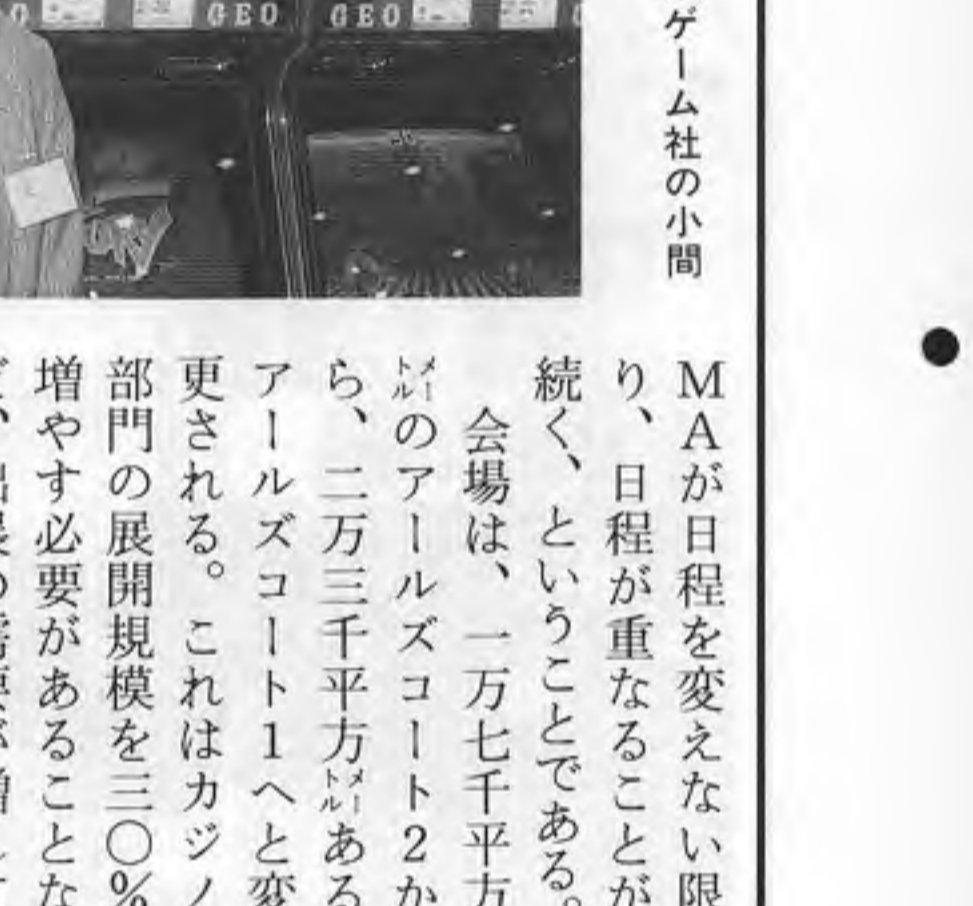 GEO
GEO
ゲーム社の小間
MAが日程を変えない限
り、日程が重なることが
続く、ということである。
会場は、一万七千平方
メートルのアールズコート2か
ら、二万三千平方メートルある
アールズコート1へと変
更される。これはカジノ
部門の展開規模を三〇%
増やす必要があることな